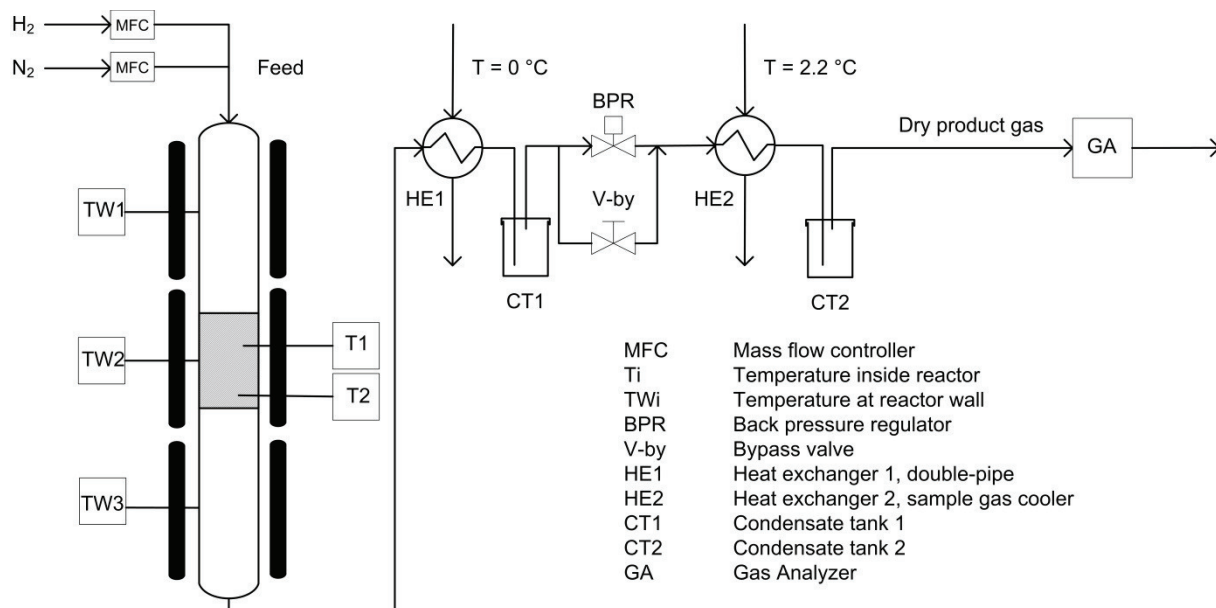 H₂
MFC
N₂
MFC
Feed
T = 0 °C
T = 2.2 °C
BPR
Dry product gas
GA
HE1
V-by
HE2
CT1
CT2
TW1
TW2
TW3
T1
T2
MFC Mass flow controller
Ti Temperature inside reactor
TWi Temperature at reactor wall
BPR Back pressure regulator
V-by Bypass valve
HE1 Heat exchanger 1, double-pipe
HE2 Heat exchanger 2, sample gas cooler
CT1 Condensate tank 1
CT2 Condensate tank 2
GA Gas Analyzer